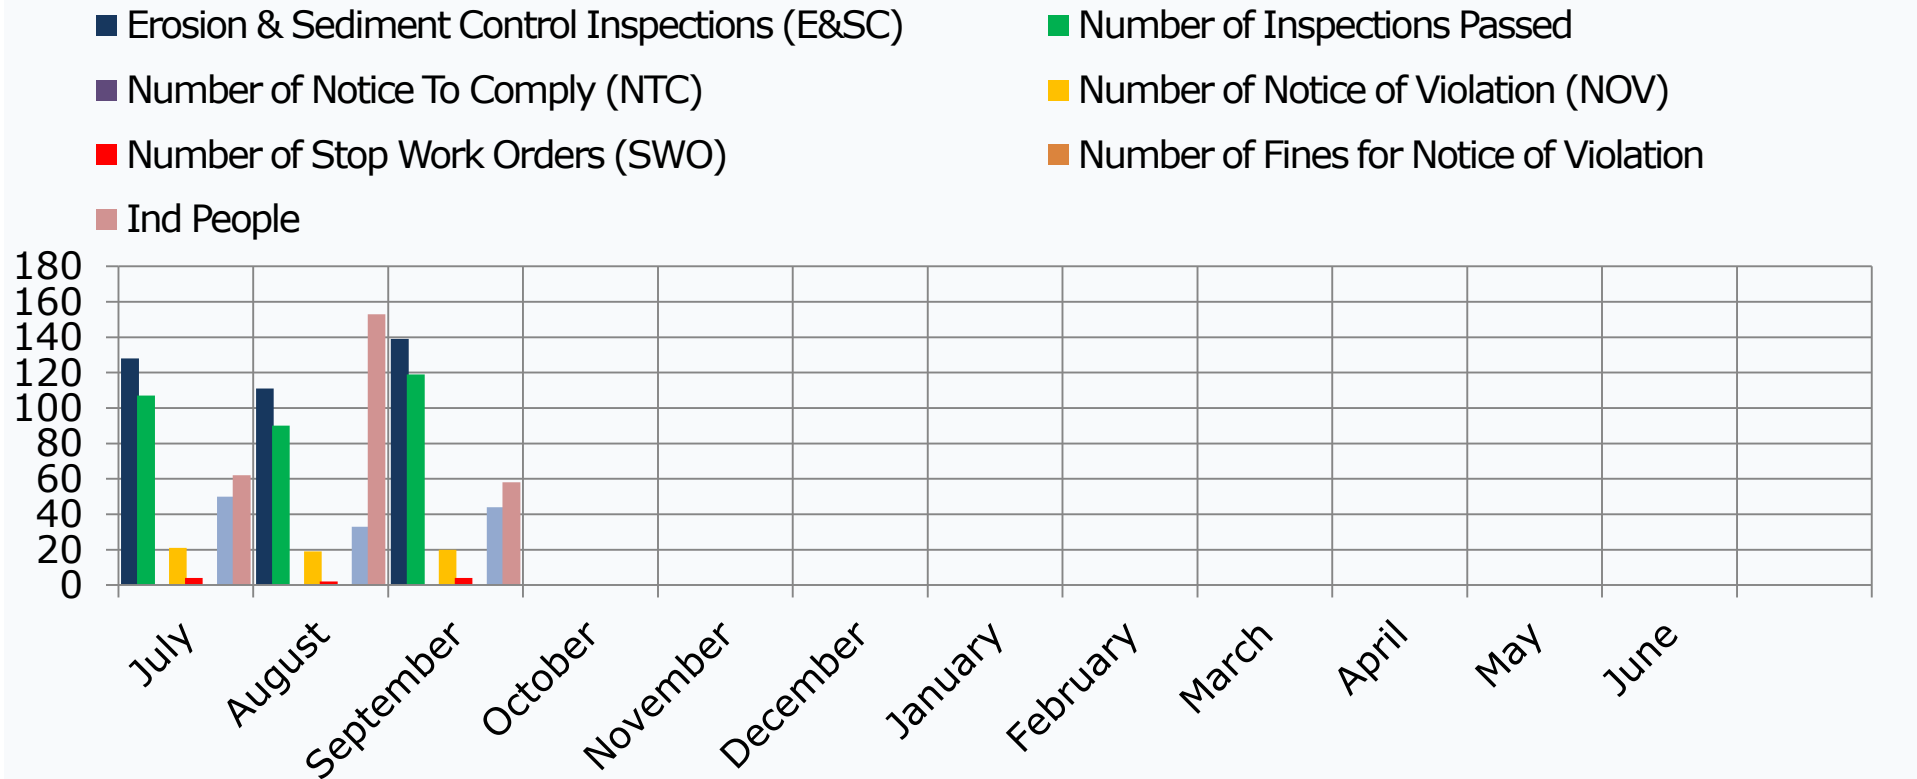 Erosion & Sediment Control Inspections (E&SC)
Number of Inspections Passed
Number of Notice To Comply (NTC)
Number of Notice of Violation (NOV)
Number of Stop Work Orders (SWO)
Number of Fines for Notice of Violation
Ind People
180
160
140
120
100
80
60
40
20
0
July
August
September
October
November
December
January
February
March
April
May
June